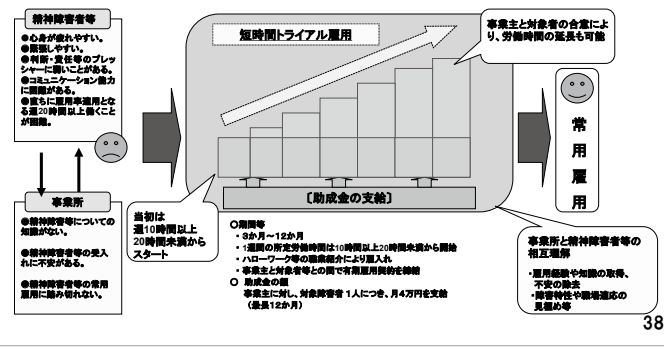 精神障害者等
●心身が疲れやすい。
●緊張しやすい。
●判断・責任等のプレッ
シャーに弱いことがある。
●コミュニケーション能力
に困難がある。
●直ちに雇用率適用とな
る週20時間以上働くこと
が困難。
事業所
●精神障害等についての
知識がない。
●精神障害者等の受入
れに不安がある。
●精神障害者等の常用
雇用に踏み切れない。
短時間トライアル雇用
事業主と対象者の合意によ
り、労働時間の延長も可能
当初は
週10時間以上
20時間未満から
スタート
〔助成金の支給〕
○期間等
・3か月～12か月
・1週間の所定労働時間は10時間以上20時間未満から開始
・ハローワーク等の職業紹介により雇入れ
・事業主と対象者等との間で有期雇用契約を締結
○ 助成金の額
事業主に対し、対象障害者 1人につき、月4万円を支給
（最長12か月）
常用雇用
事業所と精神障害者等の
相互理解
・雇用経験や知識の取得、
不安の除去
・障害特性や職場適応の
見極め等
38